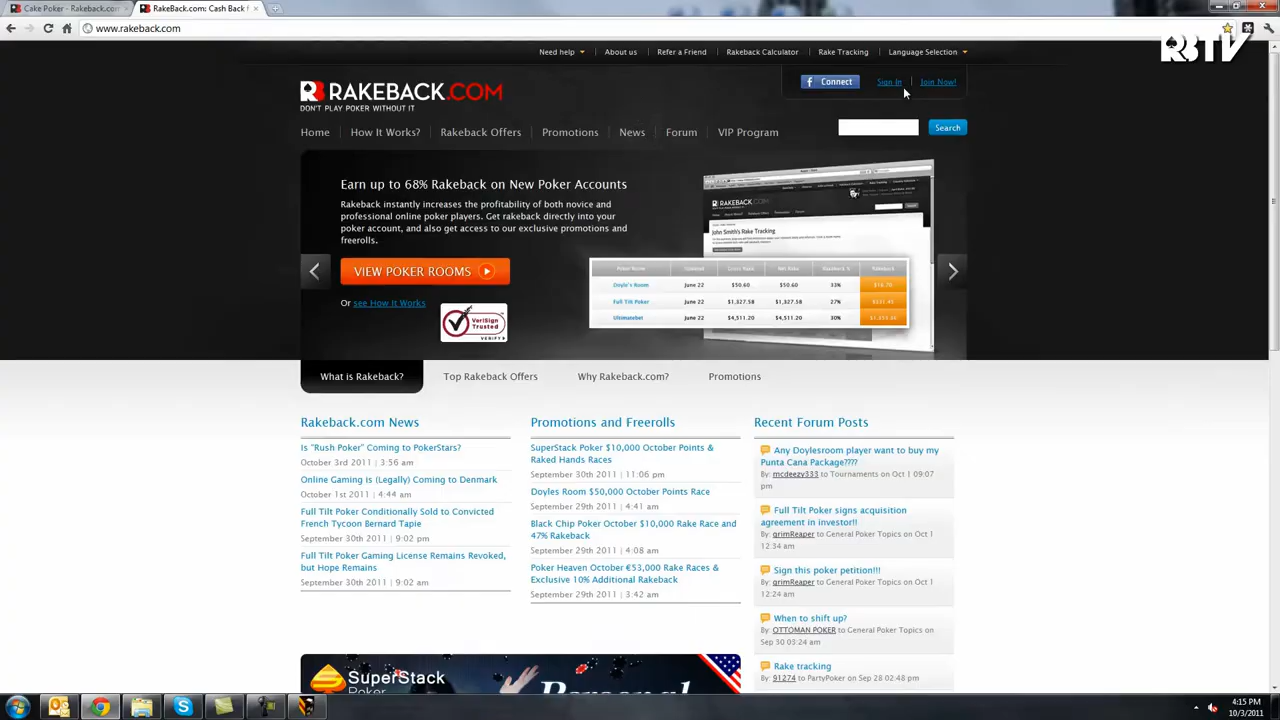 Cake Poker - Rakeback.com:
RakeBack.com: Cash Back f
www.rakeback.com
RBTV
Need help
About us
Refer a Friend
Rakeback Calculator
Rake Tracking
Language Selection
RAKEBACK.COM
DON'T PLAY POKER WITHOUT IT
Connect
Sign In
Join Now!
Home
How It Works?
Rakeback Offers
Promotions
News
Forum
VIP Program
Search
Earn up to 68% Rakeback on New Poker Accounts
Rakeback instantly increases the profitability of both novice and
professional online poker players. Get rakeback directly into your
poker account, and also get access to our exclusive promotions and
freerolls.
VIEW POKER ROOMS
Or see How It Works
VeriSign
Trusted
VERIFY
RAKEBACK.COM
John Smith's Rake Tracking
Poker Room
Doyle's Room June 22 $50.60 $50.60 33%
Full Tilt Poker June 22 $1,327.58 $1,327.58 27%
Ultimatebet June 22 $4,511.20 $4,511.20 30%
What is Rakeback?
Top Rakeback Offers
Why Rakeback.com?
Promotions
Rakeback.com News
Is "Rush Poker" Coming to PokerStars?
October 3rd 2011 | 3:56 am
Online Gaming is (Legally) Coming to Denmark
October 1st 2011 | 4:44 am
Full Tilt Poker Conditionally Sold to Convicted
French Tycoon Bernard Tapie
September 30th 2011 | 9:02 pm
Full Tilt Poker Gaming License Remains Revoked,
but Hope Remains
September 30th 2011 | 9:02 am
Promotions and Freerolls
SuperStack Poker $10,000 October Points &
Raked Hands Races
September 30th 2011 | 11:06 pm
Doyles Room $50,000 October Points Race
September 29th 2011 | 4:41 am
Black Chip Poker October $10,000 Rake Race and
47% Rakeback
September 29th 2011 | 4:08 am
Poker Heaven October €53,000 Rake Races &
Exclusive 10% Additional Rakeback
September 29th 2011 | 3:42 am
Recent Forum Posts
Any Doylesroom player want to buy my
Punta Cana Package????
By: mcdeezy333 to Tournaments on Oct 1 09:07
pm
Full Tilt Poker signs acquisition
agreement in investor!!
By: qrimReaper to General Poker Topics on Oct 1
12:34 am
Sign this poker petition!!!
By: qrimReaper to General Poker Topics on Oct 1
12:24 am
When to shift up?
By: OTTOMAN POKER to General Poker Topics on
Sep 30 03:24 am
Rake tracking
By: 91274 to PartyPoker on Sep 28 02:48 pm
SuperStack
Poker
Personal
4:15 PM
10/3/2011